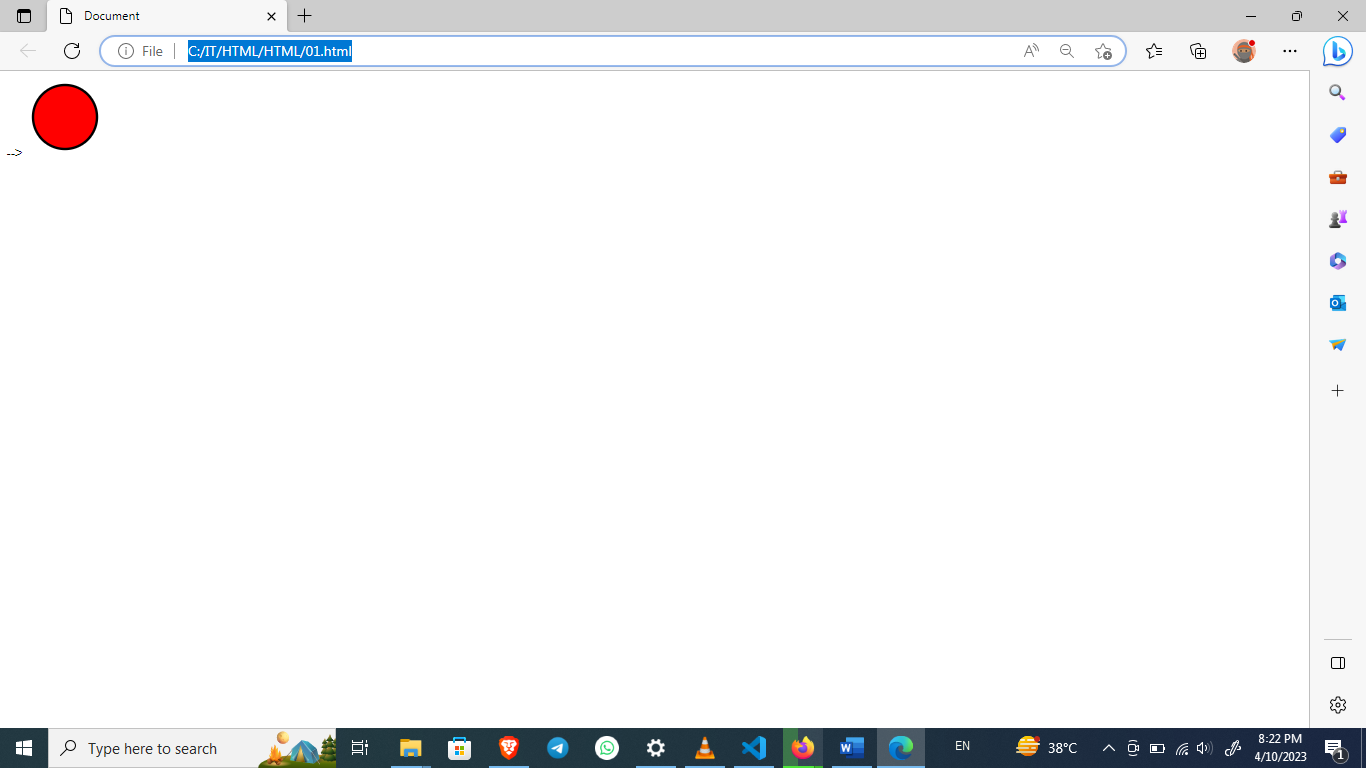 Document
File
C:/IT/HTML/HTML/01.html
-->
Type here to search
EN
38°C
8:22 PM
4/10/2023
1